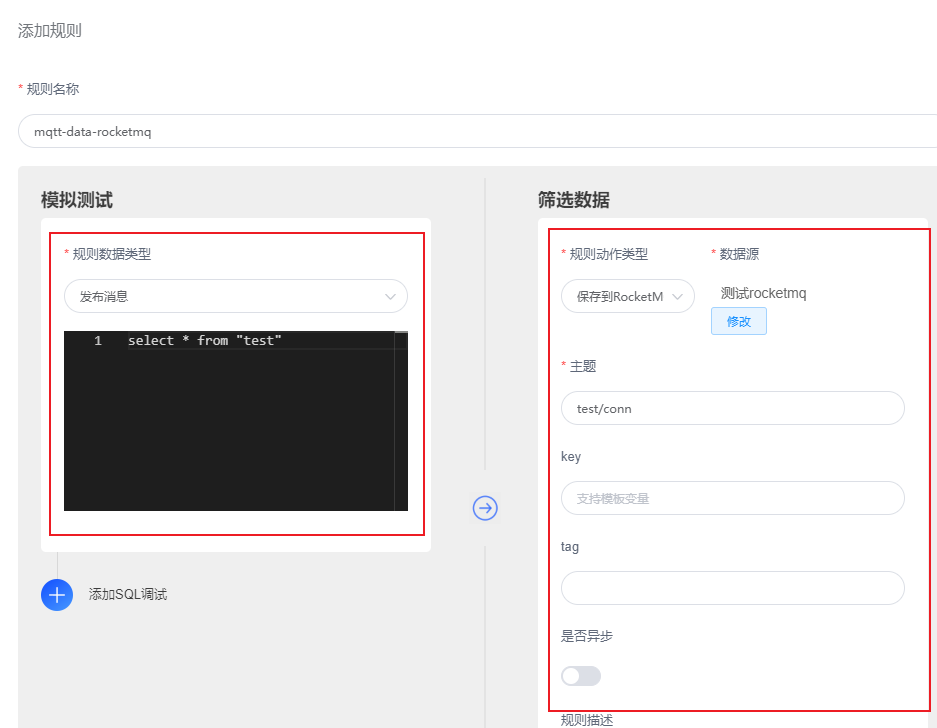 添加规则
* 规则名称
mqtt-data-rocketmq
模拟测试
* 规则数据类型
发布消息
1 select * from "test"
添加SQL调试
筛选数据
* 规则动作类型
* 数据源
保存到RocketM
测试rocketmq
修改
* 主题
test/conn
key
支持模板变量
tag
是否异步
规则描述